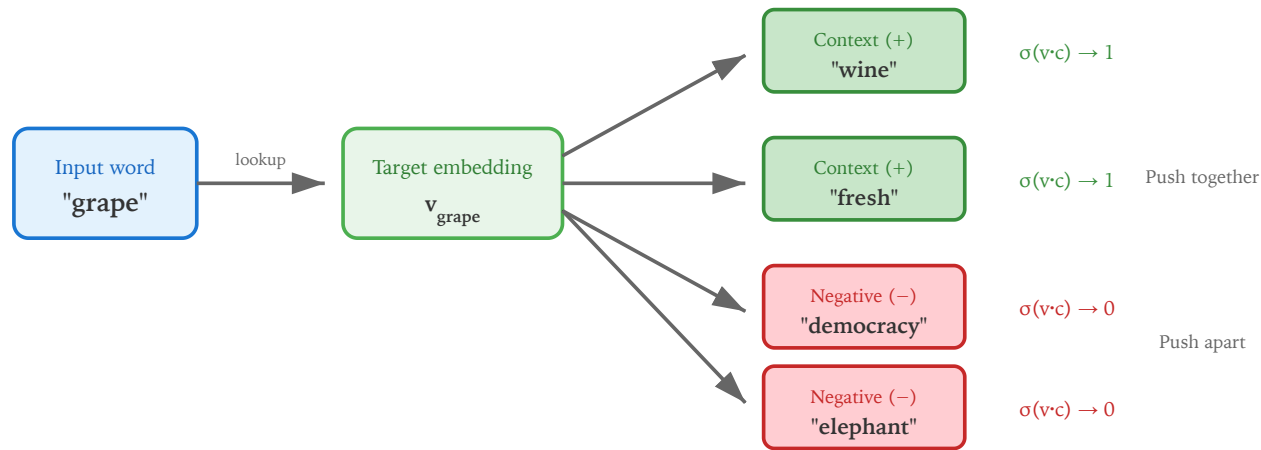 Input word
"grape"
lookup
Target embedding
v_grape
Context (+)
"wine"
σ(v·c) → 1
Context (+)
"fresh"
σ(v·c) → 1
Push together
Negative (−)
"democracy"
σ(v·c) → 0
Push apart
Negative (−)
"elephant"
σ(v·c) → 0